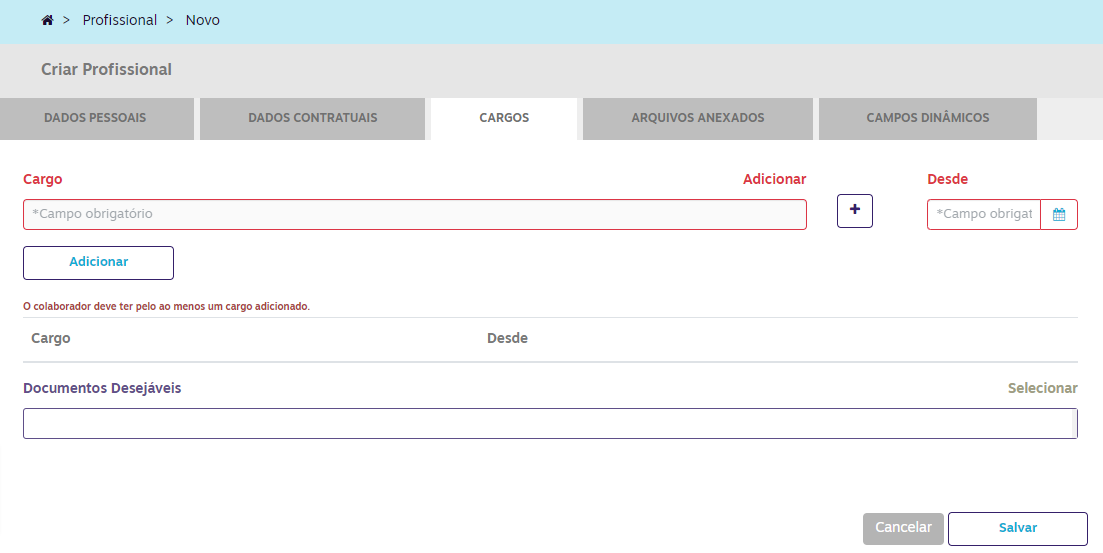 > Profissional > Novo
Criar Profissional
DADOS PESSOAIS DADOS CONTRATUAIS CARGOS ARQUIVOS ANEXADOS CAMPOS DINÂMICOS
Cargo Adicionar Desde
*Campo obrigatório + *Campo obrigat
Adicionar
O colaborador deve ter pelo ao menos um cargo adicionado.
Cargo Desde
Documentos Desejáveis Selecionar
Cancelar Salvar